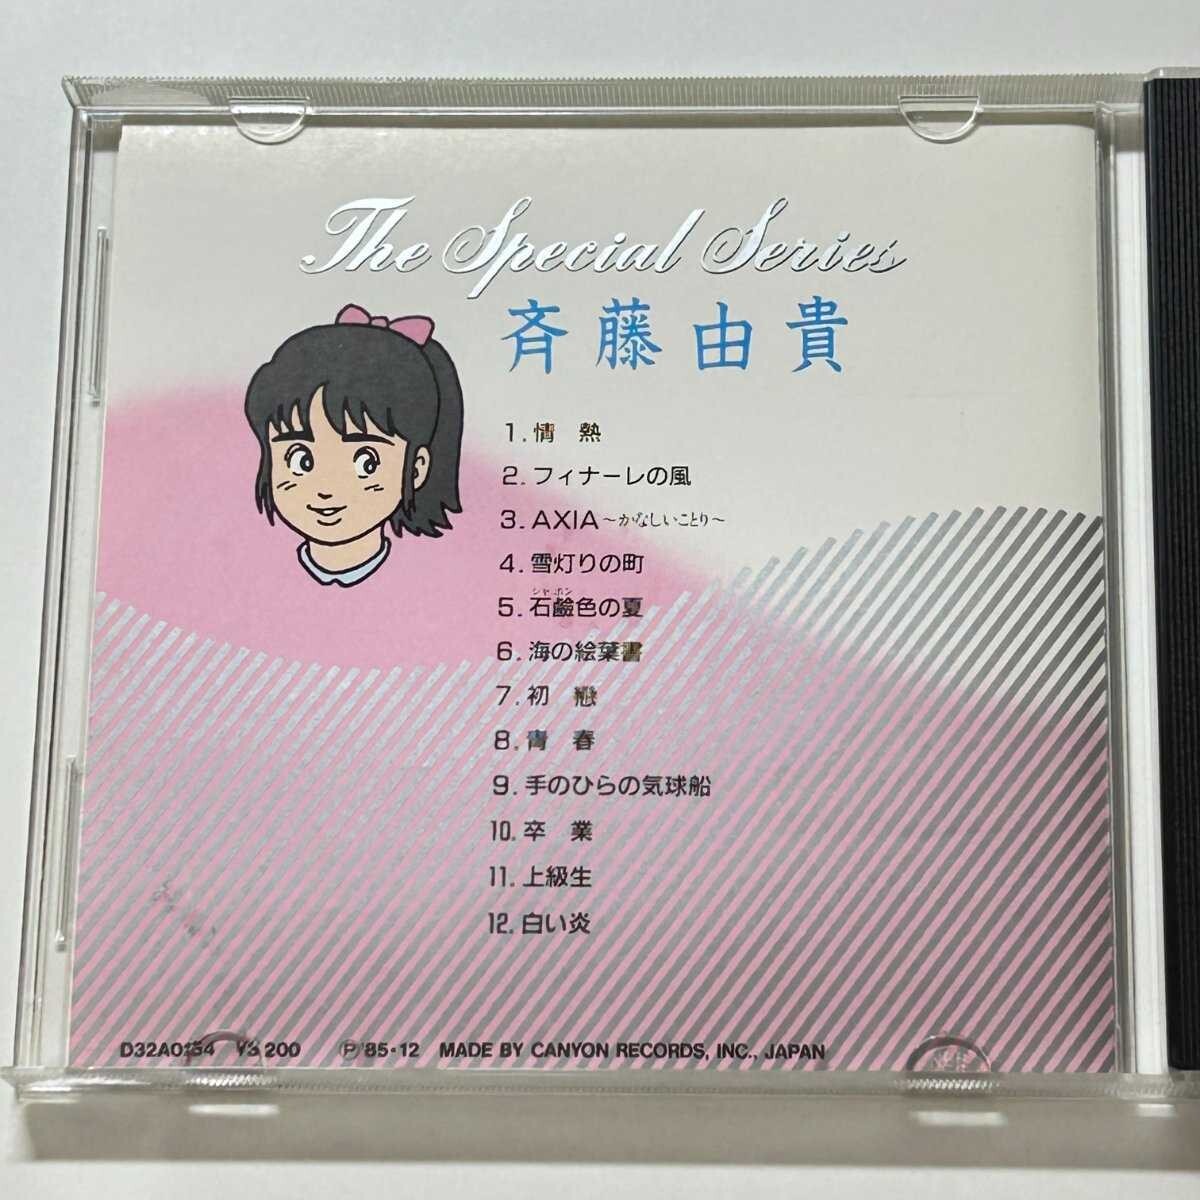 The Special Series
斉藤由貴
1. 情 熱
2. フィナーレの風
3. AXIA ～かなしいことり～
4. 雪灯りの町
シャボン
5. 石鹼色の夏
6. 海の絵葉書
7. 初 戀
8. 青 春
9. 手のひらの気球船
10. 卒 業
11. 上級生
12. 白い炎
D32A0154 ¥3,200 Ⓟ'85・12 MADE BY CANYON RECORDS, INC., JAPAN